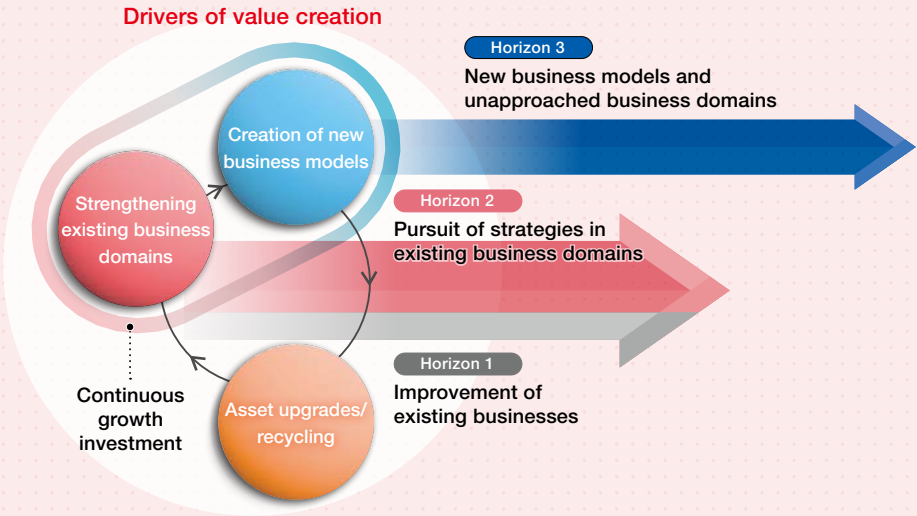 Drivers of value creation
Creation of new
business models
Strengthening
existing business
domains
Asset upgrades/
recycling
Continuous
growth
investment
Horizon 3
New business models and
unapproached business domains
Horizon 2
Pursuit of strategies in
existing business domains
Horizon 1
Improvement of
existing businesses